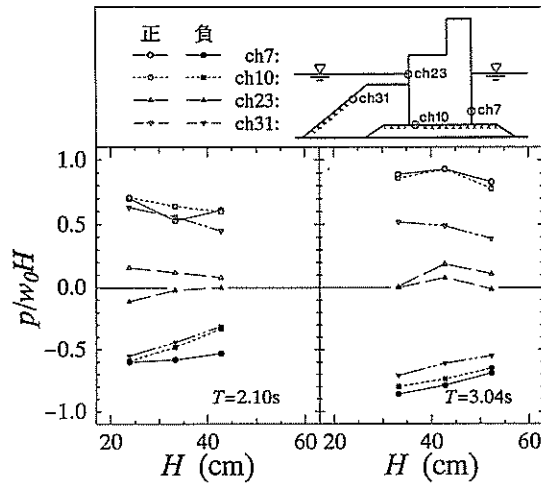 正 負
ch7:
ch10:
ch23:
ch31:
ch23
ch31
ch7
ch10
1.0
0.5
0.0
-0.5
-1.0
p/w₀H
T=2.10s
T=3.04s
20 40 60 20 40 60
H (cm) H (cm)